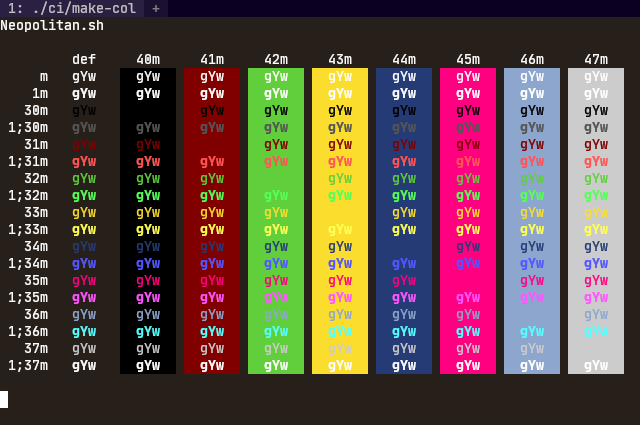 1: ./ci/make-col +
Neopolitan.sh
def 40m 41m 42m 43m 44m 45m 46m 47m
m gYw gYw gYw gYw gYw gYw gYw gYw gYw
1m gYw gYw gYw gYw gYw gYw gYw gYw gYw
30m gYw gYw gYw gYw gYw gYw gYw gYw
1;30m gYw gYw gYw gYw gYw gYw gYw gYw gYw
31m gYw gYw gYw gYw gYw gYw gYw gYw
1;31m gYw gYw gYw gYw gYw gYw gYw gYw gYw
32m gYw gYw gYw gYw gYw gYw gYw gYw
1;32m gYw gYw gYw gYw gYw gYw gYw gYw gYw
33m gYw gYw gYw gYw gYw gYw gYw gYw
1;33m gYw gYw gYw gYw gYw gYw gYw gYw gYw
34m gYw gYw gYw gYw gYw gYw gYw gYw
1;34m gYw gYw gYw gYw gYw gYw gYw gYw gYw
35m gYw gYw gYw gYw gYw gYw gYw gYw
1;35m gYw gYw gYw gYw gYw gYw gYw gYw gYw
36m gYw gYw gYw gYw gYw gYw gYw gYw
1;36m gYw gYw gYw gYw gYw gYw gYw gYw gYw
37m gYw gYw gYw gYw gYw gYw gYw gYw
1;37m gYw gYw gYw gYw gYw gYw gYw gYw gYw